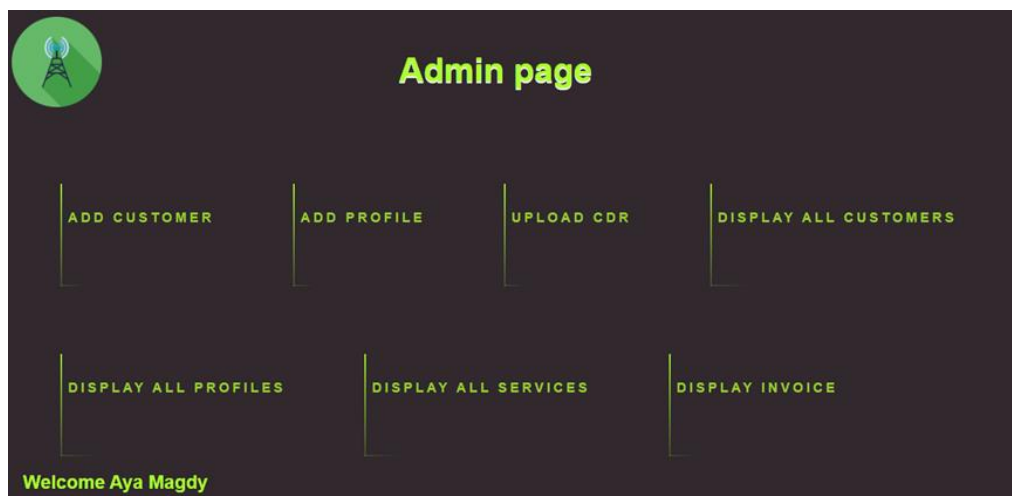 Admin page
ADD CUSTOMER
ADD PROFILE
UPLOAD CDR
DISPLAY ALL CUSTOMERS
DISPLAY ALL PROFILES
DISPLAY ALL SERVICES
DISPLAY INVOICE
Welcome Aya Magdy